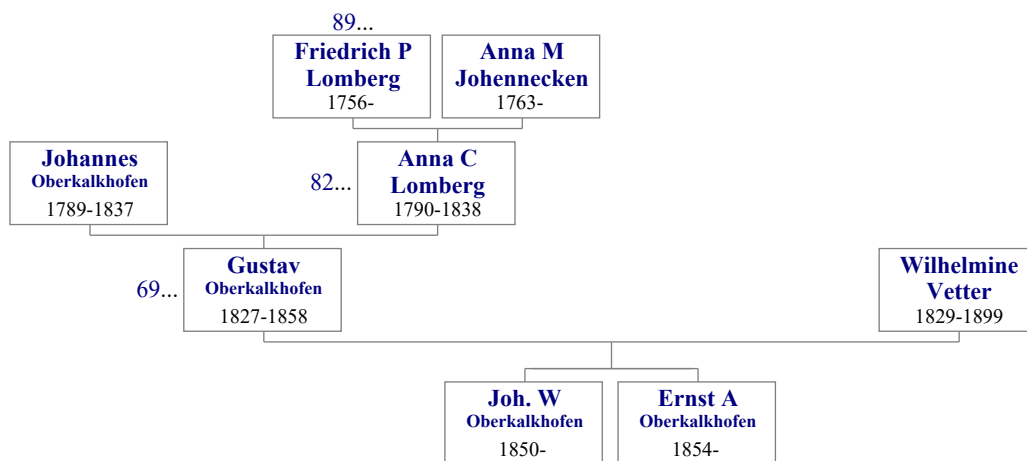 89...
Friedrich P
Lomberg
1756-
Anna M
Johennecken
1763-
Johannes
Oberkalkhofen
1789-1837
82...
Anna C
Lomberg
1790-1838
69...
Gustav
Oberkalkhofen
1827-1858
Wilhelmine
Vetter
1829-1899
Joh. W
Oberkalkhofen
1850-
Ernst A
Oberkalkhofen
1854-